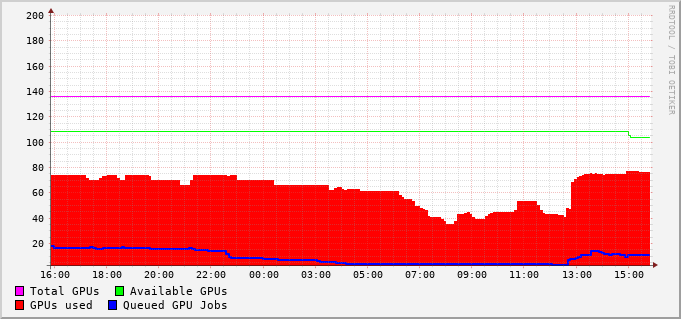 200
180
160
140
120
100
80
60
40
20
16:00 18:00 20:00 22:00 00:00 03:00 05:00 07:00 09:00 11:00 13:00 15:00
Total GPUs Available GPUs
GPUs used Queued GPU Jobs
RRDTOOL / TOBI OETIKER